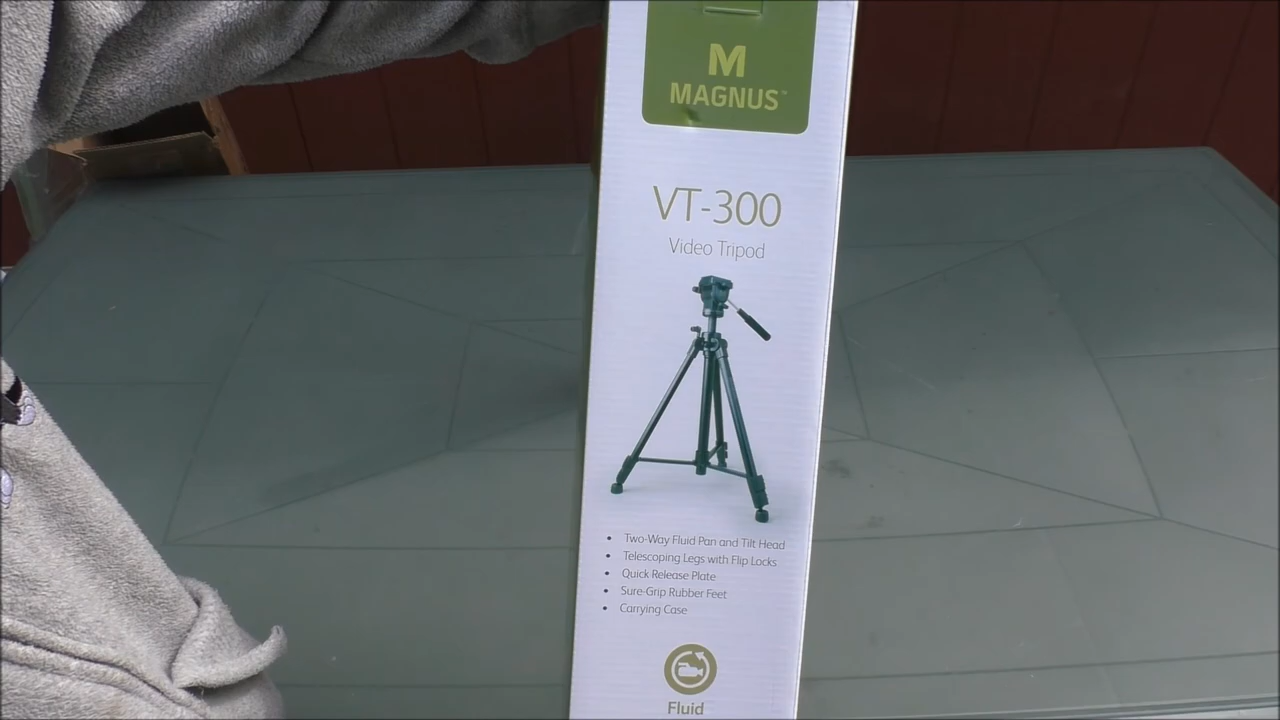 M
MAGNUS™
VT-300
Video Tripod
• Two-Way Fluid Pan and Tilt Head
• Telescoping Legs with Flip Locks
• Quick Release Plate
• Sure-Grip Rubber Feet
• Carrying Case
Fluid